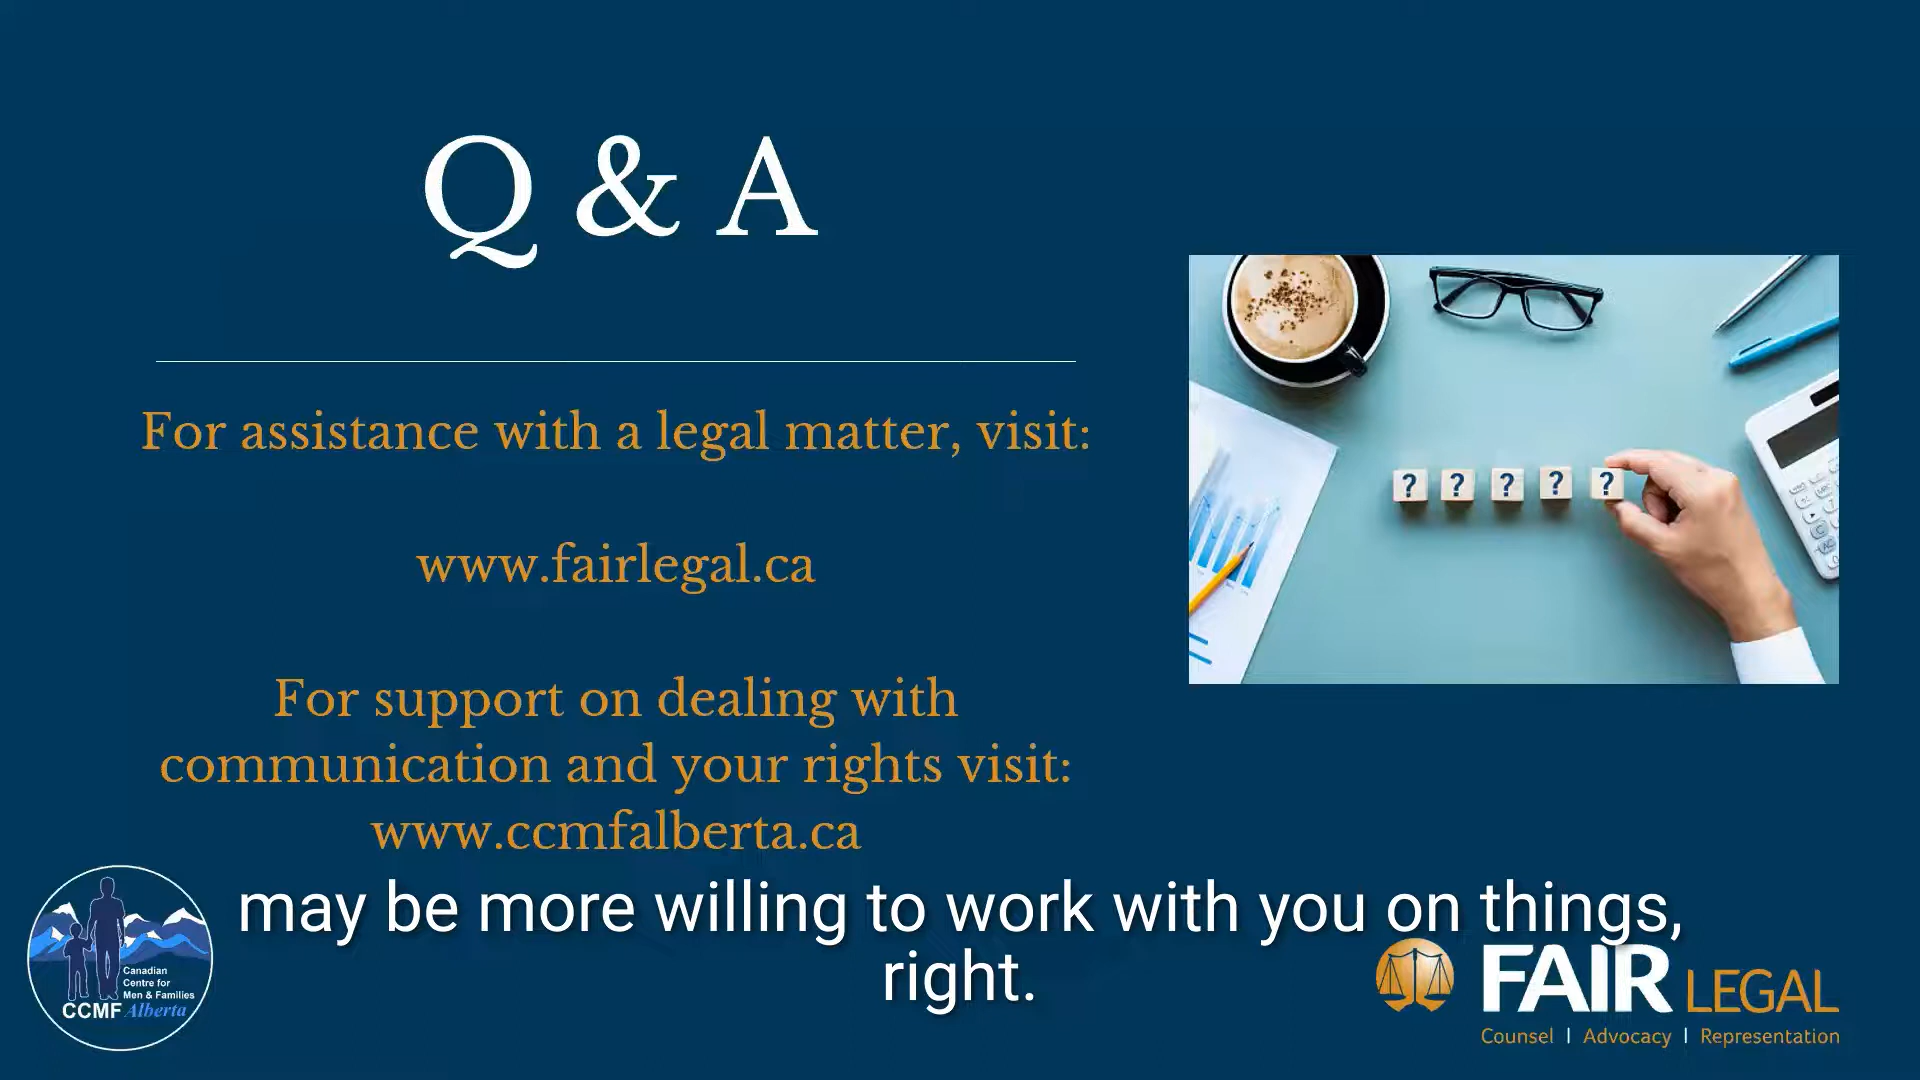 Q & A
For assistance with a legal matter, visit:
www.fairlegal.ca
For support on dealing with
communication and your rights visit:
www.ccmfalberta.ca
? ? ? ? ?
may be more willing to work with you on things,
right.
Canadian
Centre for
Men & Families
CCMF Alberta
FAIR LEGAL
Counsel | Advocacy | Representation